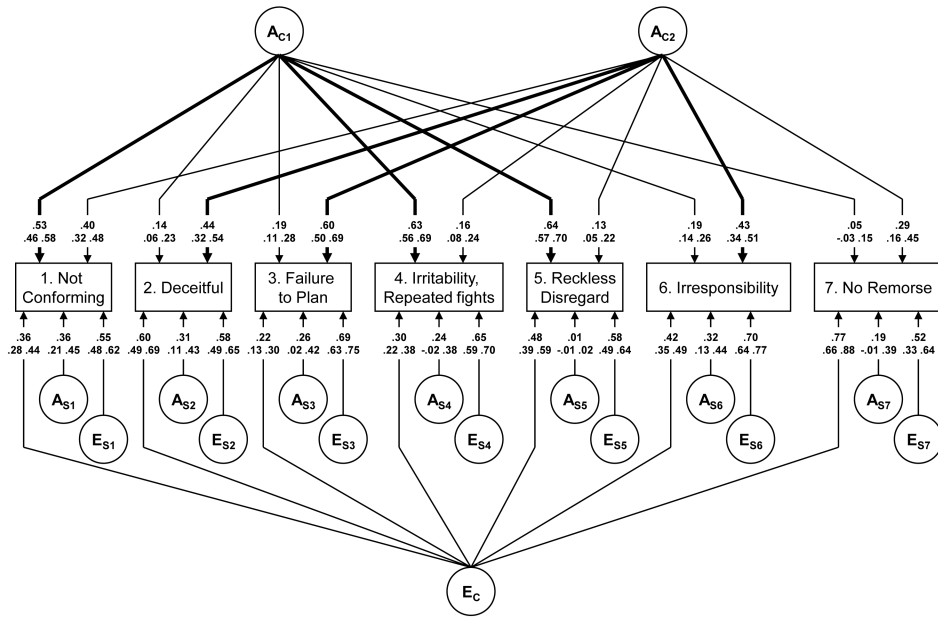 AC1 AC2
.53 .40 .14 .44 .19 .60 .63 .16 .64 .13 .19 .43 .05 .29
.46 .58 .32 .48 .06 .23 .32 .54 .11 .28 .50 .69 .56 .69 .08 .24 .57 .70 .05 .22 .14 .26 .34 .51 -.03 .15 .16 .45
1. Not
Conforming
2. Deceitful
3. Failure
to Plan
4. Irritability,
Repeated fights
5. Reckless
Disregard
6. Irresponsibility
7. No Remorse
.36 .36 .55 .60 .31 .58 .22 .26 .69 .30 .24 .65 .48 .01 .58 .42 .32 .70 .77 .19 .52
.28 .44 .21 .45 .48 .62 .49 .69 .11 .43 .49 .65 .13 .30 .02 .42 .63 .75 .22 .38 -.02 .38 .59 .70 .39 .59 -.01 .02 .49 .64 .35 .49 .13 .44 .64 .77 .66 .88 -.01 .39 .33 .64
AS1 AS2 AS3 AS4 AS5 AS6 AS7
ES1 ES2 ES3 ES4 ES5 ES6 ES7
EC